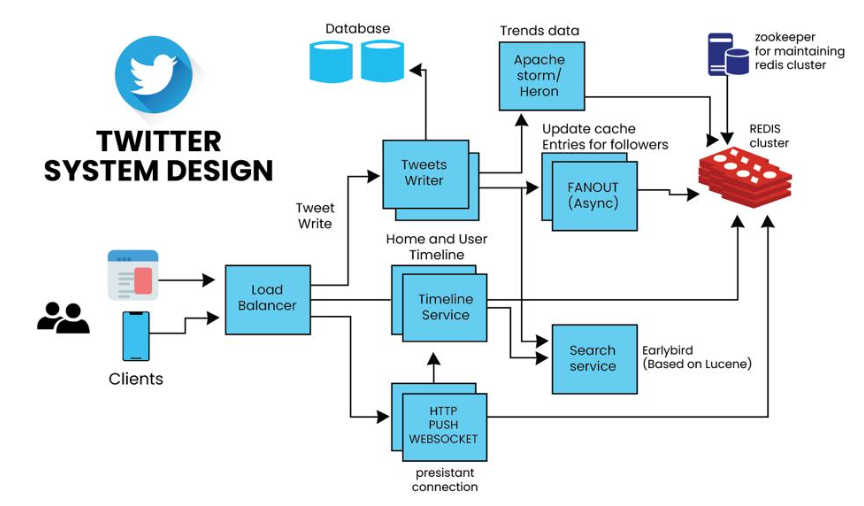 TWITTER
SYSTEM DESIGN
Database
Trends data
Apache
storm/
Heron
zookeeper
for maintaining
redis cluster
REDIS
cluster
Update cache
Entries for followers
FANOUT
(Async)
Tweets
Writer
Tweet
Write
Home and User
Timeline
Timeline
Service
Load
Balancer
Clients
Search
service
Earlybird
(Based on Lucene)
HTTP
PUSH
WEBSOCKET
presistant
connection